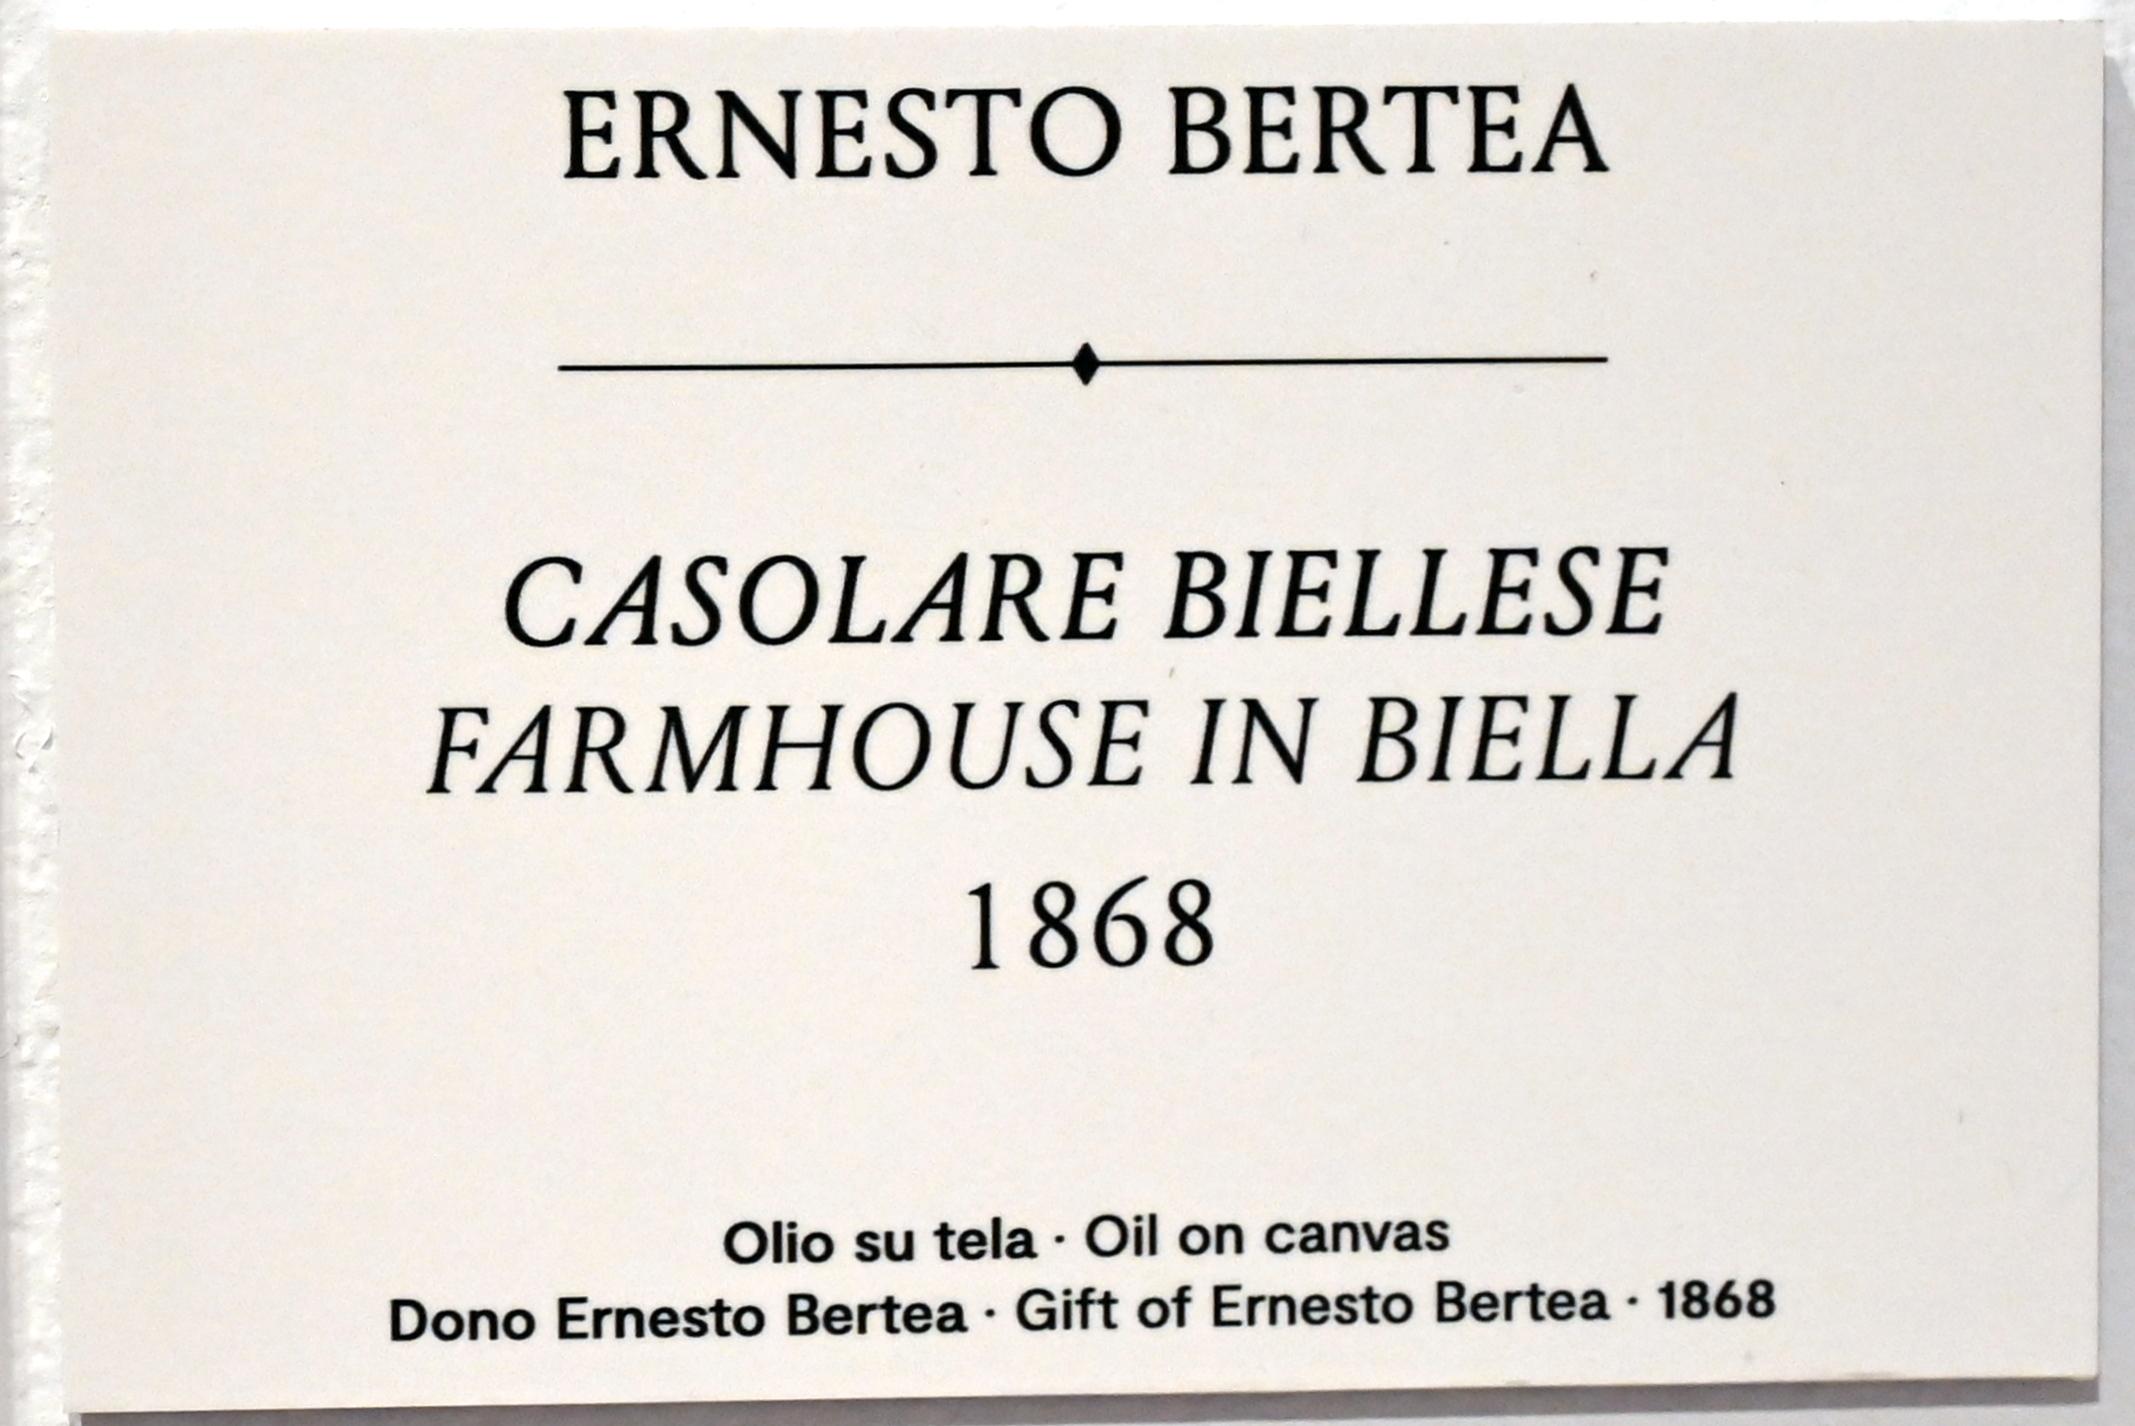 ERNESTO BERTEA
CASOLARE BIELLESE
FARMHOUSE IN BIELLA
1868
Olio su tela · Oil on canvas
Dono Ernesto Bertea · Gift of Ernesto Bertea · 1868